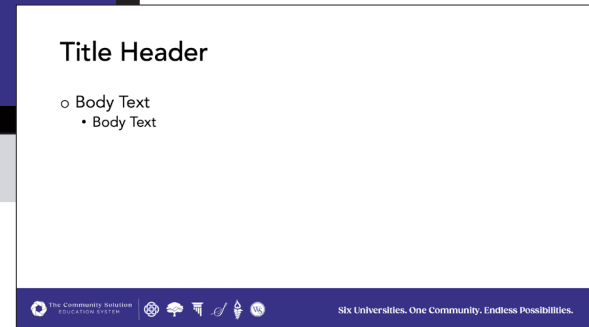 Title Header
Body Text
Body Text
The Community Solution
EDUCATION SYSTEM
Six Universities. One Community. Endless Possibilities.